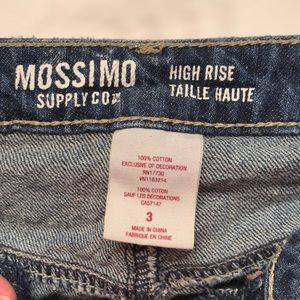 MOSSIMO
SUPPLY CO
HIGH RISE
TAILLE HAUTE
100% COTTON
EXCLUSIVE OF DECORATION
RN17730
100% COTTON
SAUF LES DÉCORATIONS
CA57147
3
MADE IN CHINA
FABRIQUÉ EN CHINE